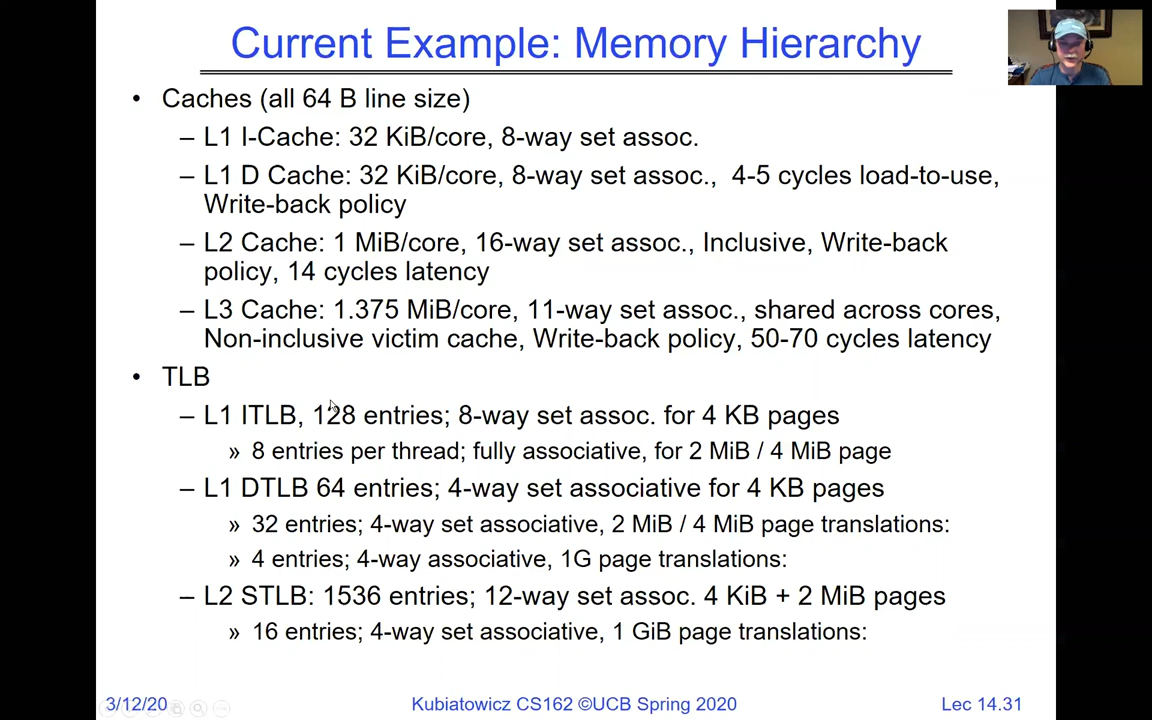 Current Example: Memory Hierarchy
• Caches (all 64 B line size)
– L1 I-Cache: 32 KiB/core, 8-way set assoc.
– L1 D Cache: 32 KiB/core, 8-way set assoc., 4-5 cycles load-to-use,
Write-back policy
– L2 Cache: 1 MiB/core, 16-way set assoc., Inclusive, Write-back
policy, 14 cycles latency
– L3 Cache: 1.375 MiB/core, 11-way set assoc., shared across cores,
Non-inclusive victim cache, Write-back policy, 50-70 cycles latency
• TLB
– L1 ITLB, 128 entries; 8-way set assoc. for 4 KB pages
» 8 entries per thread; fully associative, for 2 MiB / 4 MiB page
– L1 DTLB 64 entries; 4-way set associative for 4 KB pages
» 32 entries; 4-way set associative, 2 MiB / 4 MiB page translations:
» 4 entries; 4-way associative, 1G page translations:
– L2 STLB: 1536 entries; 12-way set assoc. 4 KiB + 2 MiB pages
» 16 entries; 4-way set associative, 1 GiB page translations:
3/12/20
Kubiatowicz CS162 ©UCB Spring 2020
Lec 14.31